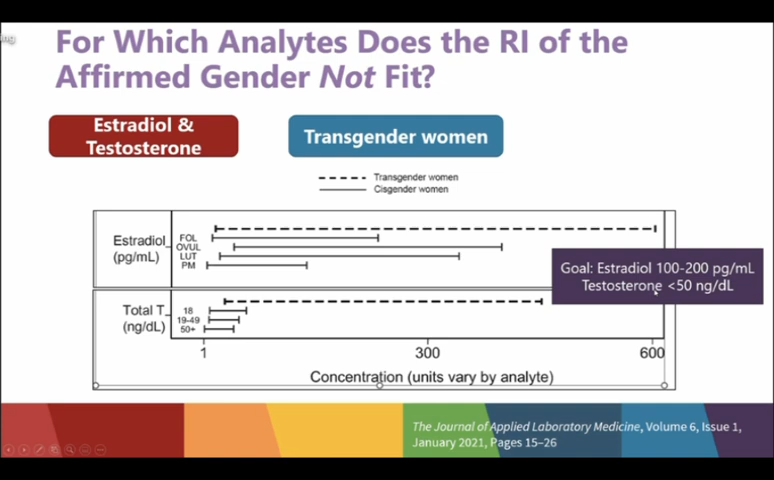 ing
For Which Analytes Does the RI of the
Affirmed Gender Not Fit?
Estradiol &
Testosterone
Transgender women
Transgender women
Cisgender women
Estradiol
(pg/mL)
FOL
OVUL
LUT
PM
Goal: Estradiol 100-200 pg/mL
Testosterone <50 ng/dL
Total T
(ng/dL)
18
19-49
50+
1 300 600
Concentration (units vary by analyte)
The Journal of Applied Laboratory Medicine, Volume 6, Issue 1,
January 2021, Pages 15–26